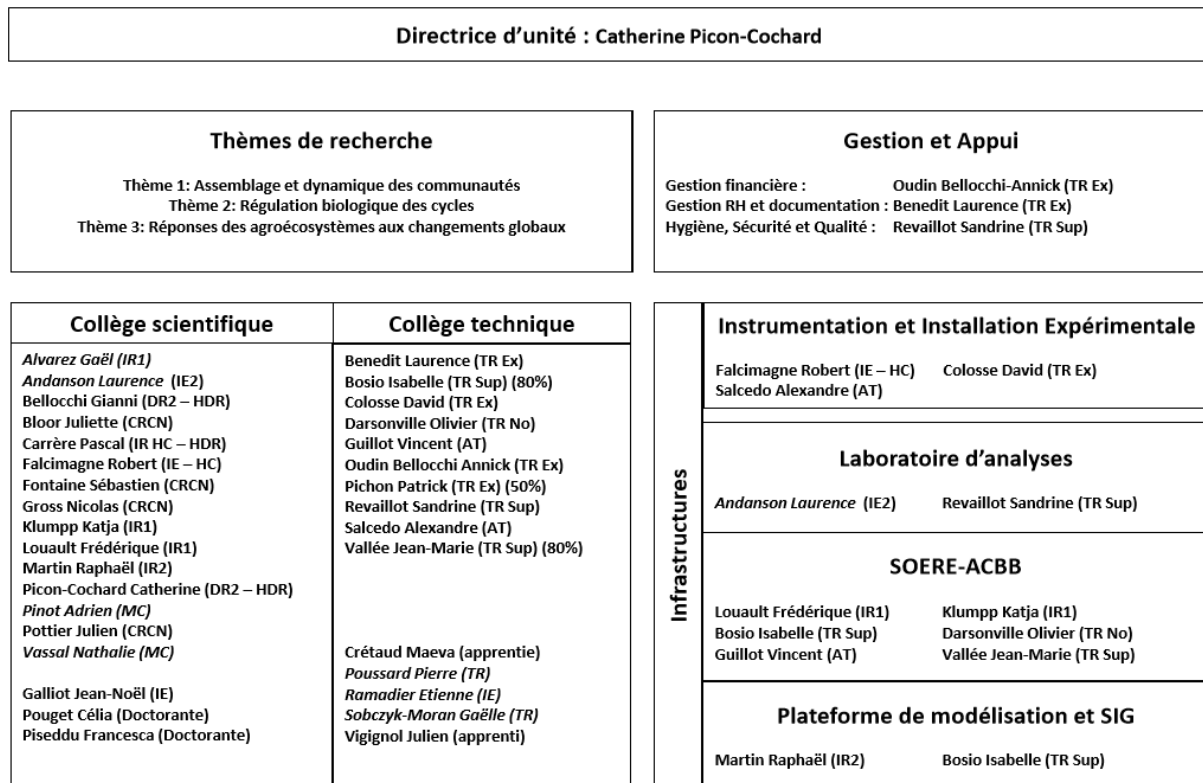 Directrice d'unité : Catherine Picon-Cochard
Thèmes de recherche
Thème 1: Assemblage et dynamique des communautés
Thème 2: Régulation biologique des cycles
Thème 3: Réponses des agroécosystèmes aux changements globaux
Gestion et Appui
Gestion financière : Oudin Bellocchi-Annick (TR Ex)
Gestion RH et documentation : Benedit Laurence (TR Ex)
Hygiène, Sécurité et Qualité : Revaillot Sandrine (TR Sup)
Collège scientifique
Alvarez Gaël (IR1)
Andanson Laurence (IE2)
Bellocchi Gianni (DR2 – HDR)
Bloor Juliette (CRCN)
Carrère Pascal (IR HC – HDR)
Falcimagne Robert (IE – HC)
Fontaine Sébastien (CRCN)
Gross Nicolas (CRCN)
Klumpp Katja (IR1)
Louault Frédérique (IR1)
Martin Raphaël (IR2)
Picon-Cochard Catherine (DR2 – HDR)
Pinot Adrien (MC)
Pottier Julien (CRCN)
Vassal Nathalie (MC)
Galliot Jean-Noël (IE)
Pouget Célia (Doctorante)
Piseddu Francesca (Doctorante)
Collège technique
Benedit Laurence (TR Ex)
Bosio Isabelle (TR Sup) (80%)
Colosse David (TR Ex)
Darsonville Olivier (TR No)
Guillot Vincent (AT)
Oudin Bellocchi Annick (TR Ex)
Pichon Patrick (TR Ex) (50%)
Revaillot Sandrine (TR Sup)
Salcedo Alexandre (AT)
Vallée Jean-Marie (TR Sup) (80%)
Crétaud Maeva (apprentie)
Poussard Pierre (TR)
Ramadier Etienne (IE)
Sobczyk-Moran Gaëlle (TR)
Vigignol Julien (apprenti)
Infrastructures
Instrumentation et Installation Expérimentale
Falcimagne Robert (IE – HC) Colosse David (TR Ex)
Salcedo Alexandre (AT)
Laboratoire d'analyses
Andanson Laurence (IE2) Revaillot Sandrine (TR Sup)
SOERE-ACBB
Louault Frédérique (IR1) Klumpp Katja (IR1)
Bosio Isabelle (TR Sup) Darsonville Olivier (TR No)
Guillot Vincent (AT) Vallée Jean-Marie (TR Sup)
Plateforme de modélisation et SIG
Martin Raphaël (IR2) Bosio Isabelle (TR Sup)